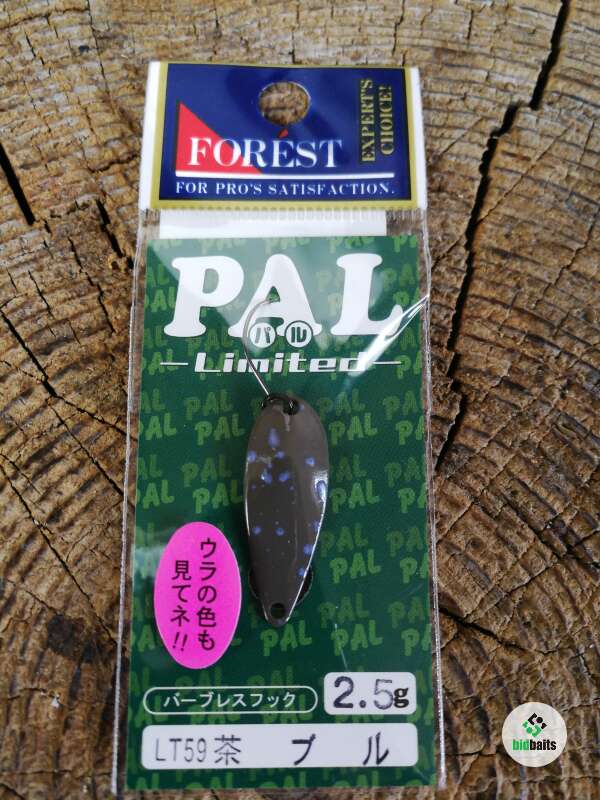 FORÉST
FOR PRO'S SATISFACTION.
EXPERT'S
CHOICE!
PAL
パル
Limited
ウラの色も
見てネ!!
バーブレスフック
2.5g
LT59 茶 ブル
bidbaits